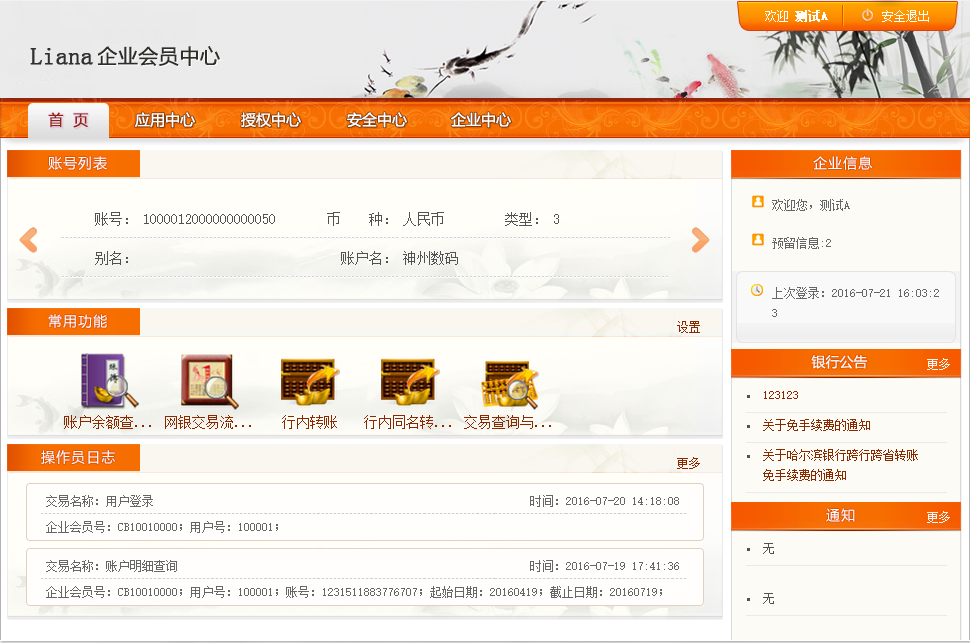 欢迎 测试A 安全退出
Liana 企业会员中心
首 页 应用中心 授权中心 安全中心 企业中心
账号列表
账号： 1000012000000000050 币 种： 人民币 类型： 3
别名： 账户名： 神州数码
常用功能
设置
账户余额查... 网银交易流... 行内转账 行内同名转... 交易查询与...
操作员日志
更多
交易名称：用户登录 时间：2016-07-20 14:18:08
企业会员号：CB10010000；用户号：100001；
交易名称：账户明细查询 时间：2016-07-19 17:41:36
企业会员号：CB10010000；用户号：100001；账号：1231511883776707；起始日期：20160419；截止日期：20160719；
企业信息
欢迎您，测试A
预留信息:2
上次登录：2016-07-21 16:03:2
3
银行公告 更多
123123
关于免手续费的通知
关于哈尔滨银行跨行跨省转账
免手续费的通知
通知 更多
无
无